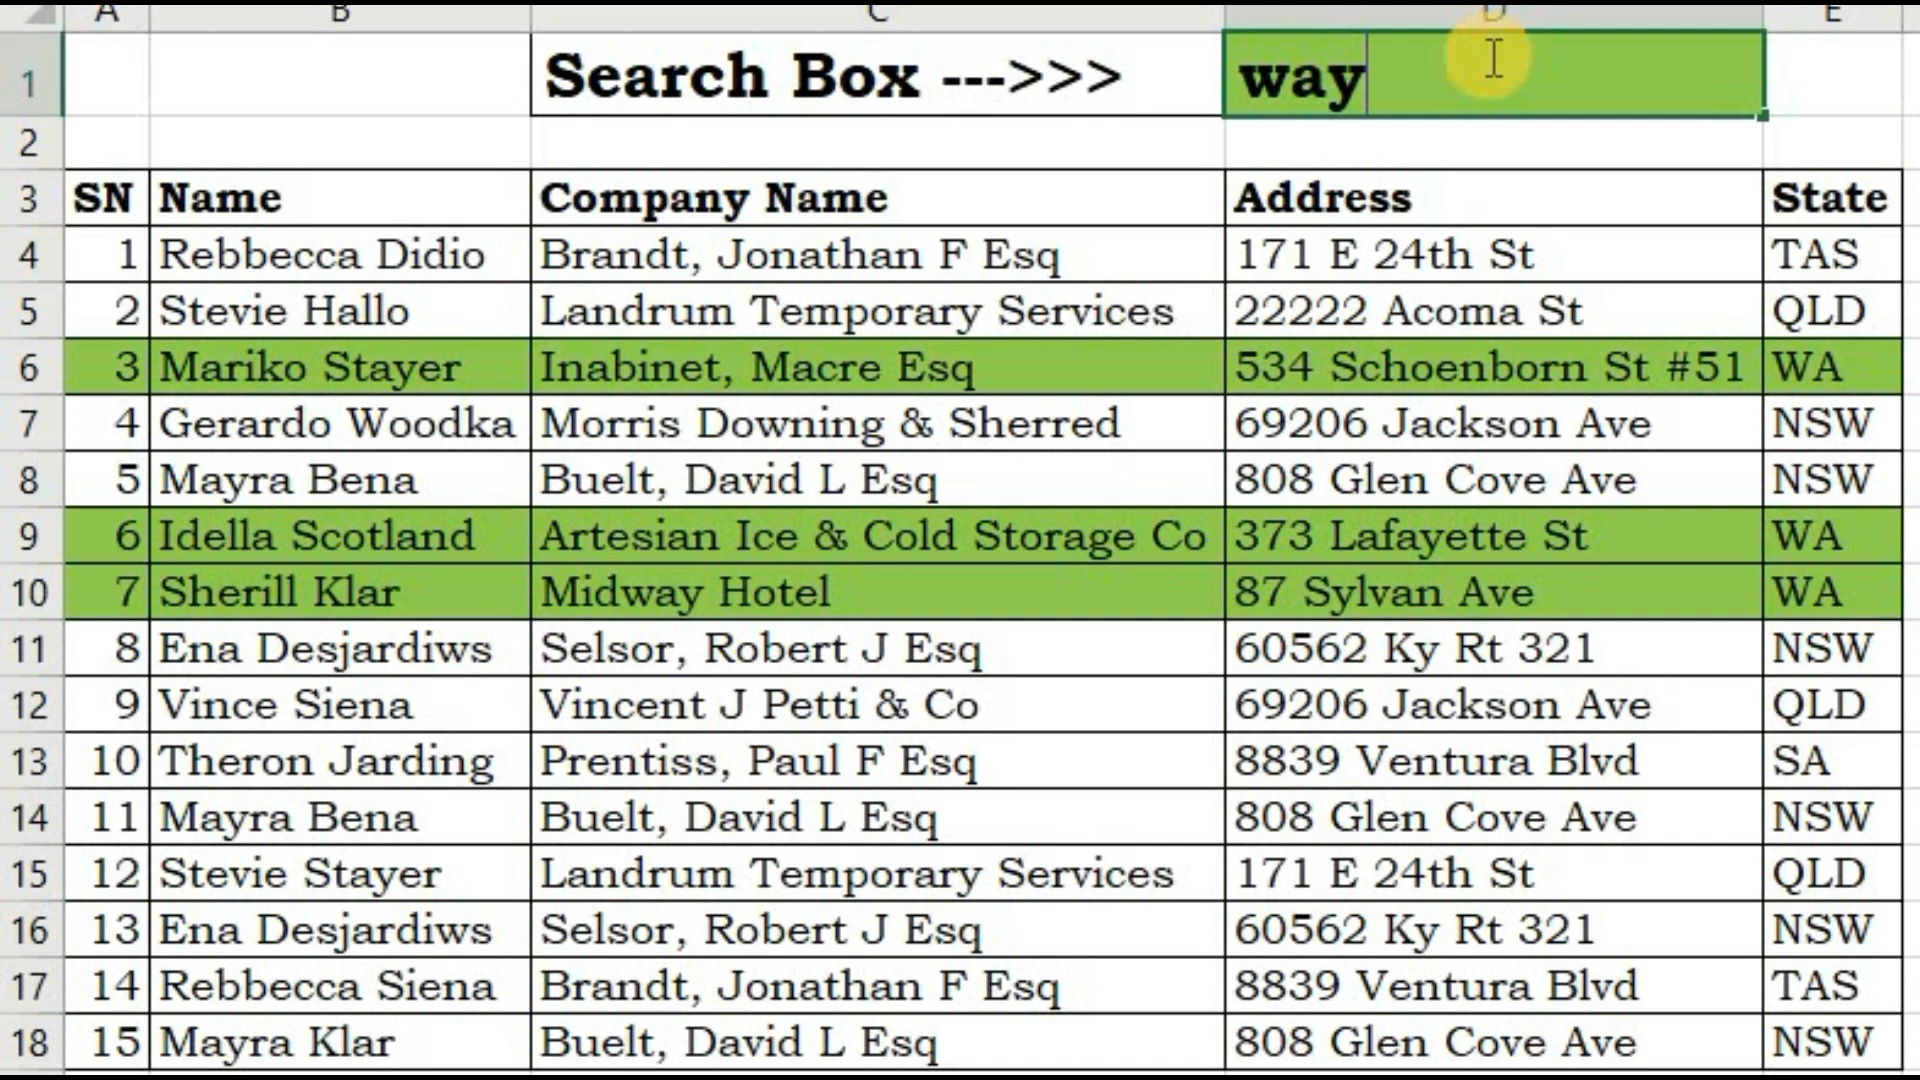 A B C D E
1 Search Box --->>> way
2
3 SN Name Company Name Address State
4 1 Rebbecca Didio Brandt, Jonathan F Esq 171 E 24th St TAS
5 2 Stevie Hallo Landrum Temporary Services 22222 Acoma St QLD
6 3 Mariko Stayer Inabinet, Macre Esq 534 Schoenborn St #51 WA
7 4 Gerardo Woodka Morris Downing & Sherred 69206 Jackson Ave NSW
8 5 Mayra Bena Buelt, David L Esq 808 Glen Cove Ave NSW
9 6 Idella Scotland Artesian Ice & Cold Storage Co 373 Lafayette St WA
10 7 Sherill Klar Midway Hotel 87 Sylvan Ave WA
11 8 Ena Desjardiws Selsor, Robert J Esq 60562 Ky Rt 321 NSW
12 9 Vince Siena Vincent J Petti & Co 69206 Jackson Ave QLD
13 10 Theron Jarding Prentiss, Paul F Esq 8839 Ventura Blvd SA
14 11 Mayra Bena Buelt, David L Esq 808 Glen Cove Ave NSW
15 12 Stevie Stayer Landrum Temporary Services 171 E 24th St QLD
16 13 Ena Desjardiws Selsor, Robert J Esq 60562 Ky Rt 321 NSW
17 14 Rebbecca Siena Brandt, Jonathan F Esq 8839 Ventura Blvd TAS
18 15 Mayra Klar Buelt, David L Esq 808 Glen Cove Ave NSW